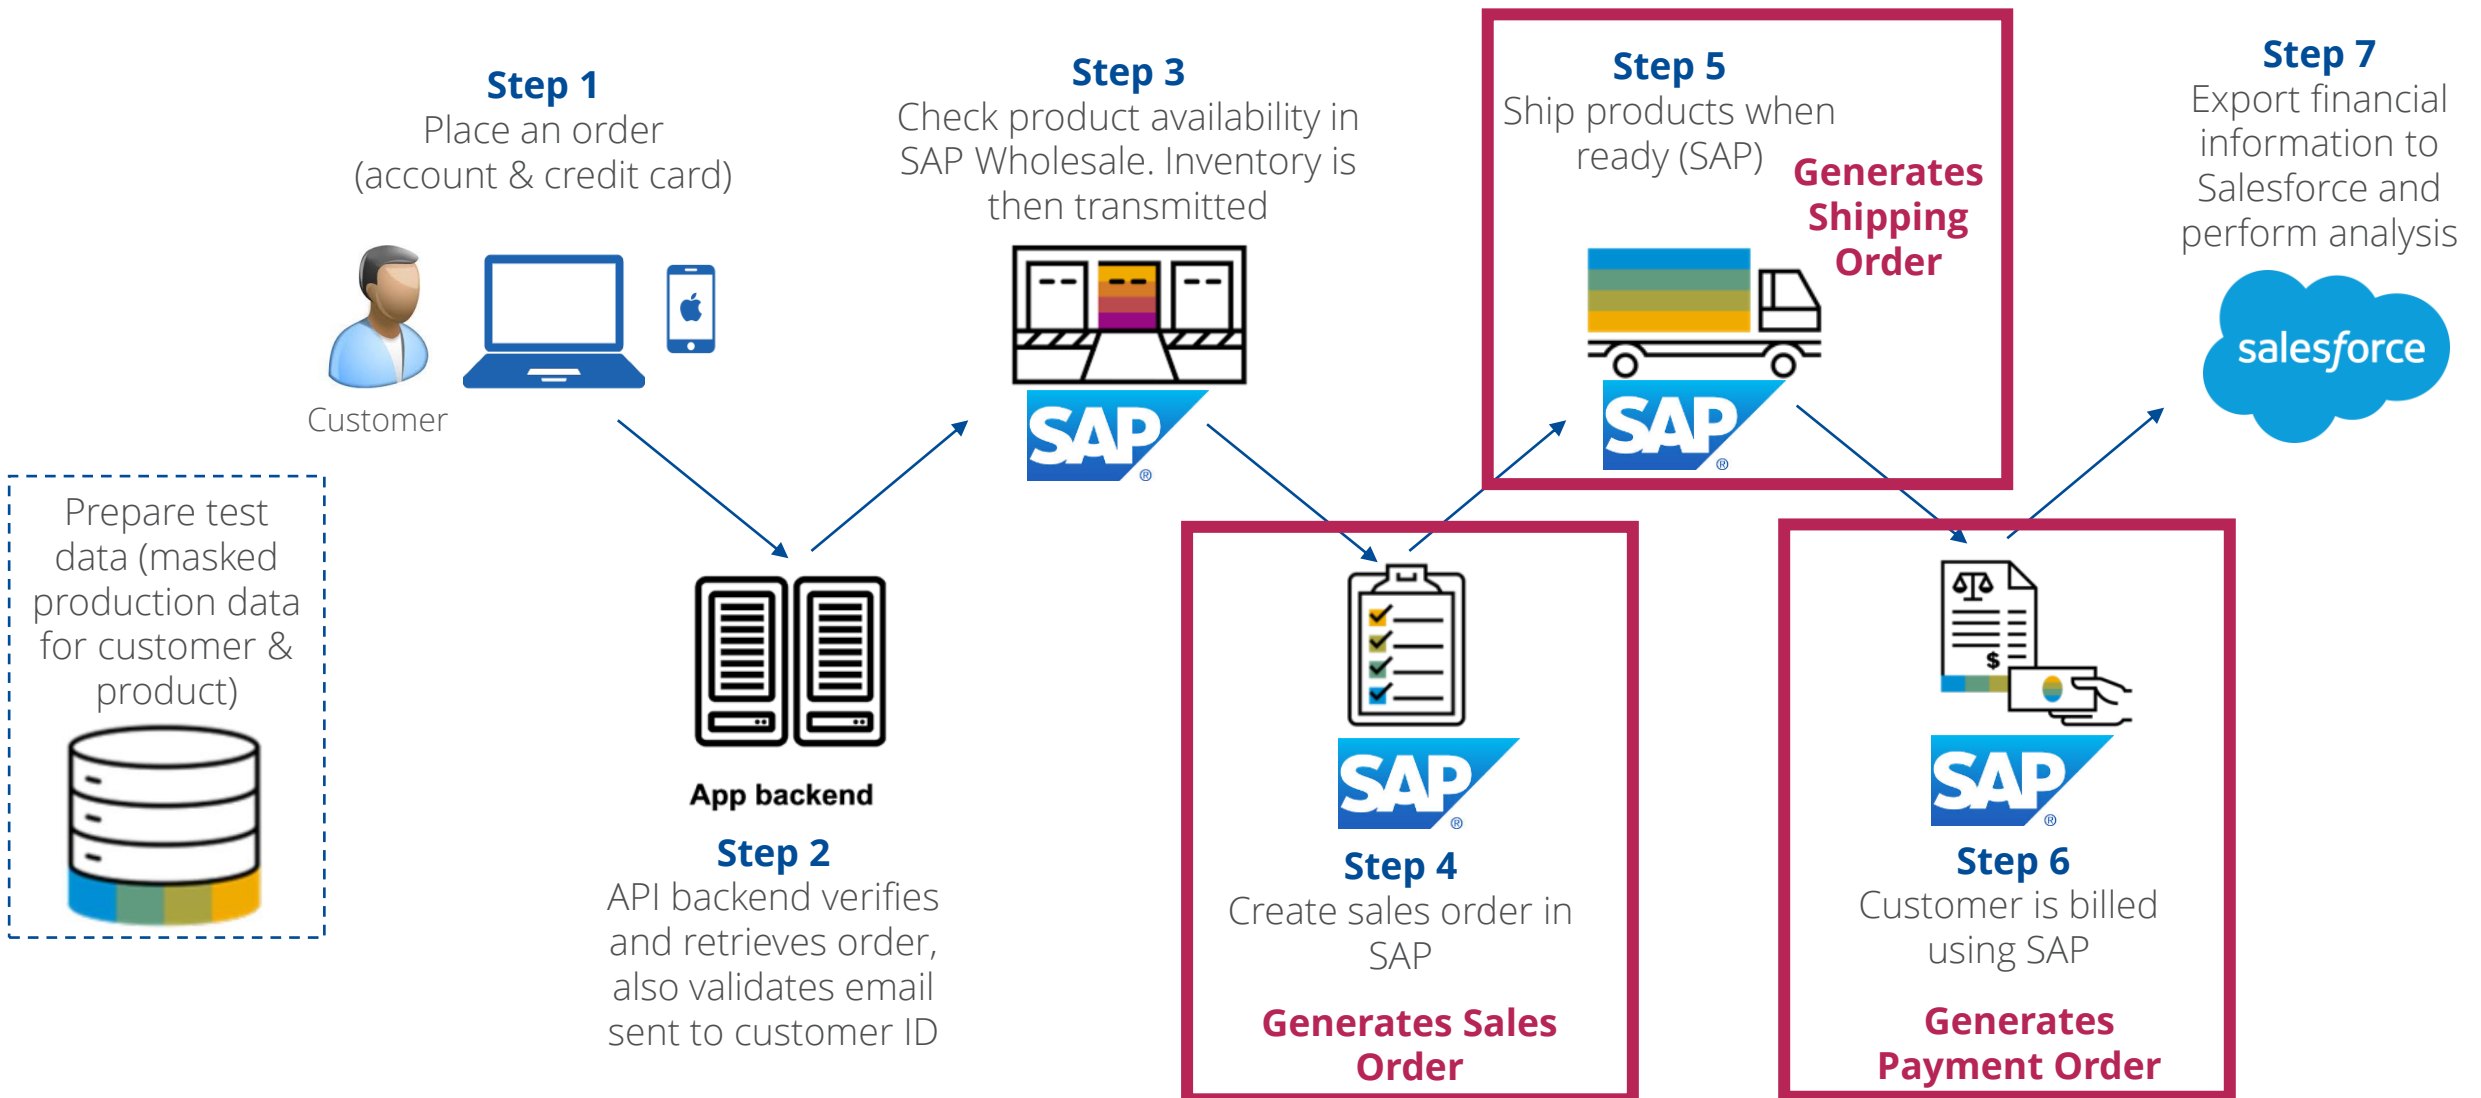 Step 1
Place an order
(account & credit card)
Customer
Prepare test
data (masked
production data
for customer &
product)
App backend
Step 2
API backend verifies
and retrieves order,
also validates email
sent to customer ID
Step 3
Check product availability in
SAP Wholesale. Inventory is
then transmitted
SAP®
SAP®
Step 4
Create sales order in
SAP
Generates Sales
Order
Step 5
Ship products when
ready (SAP)
Generates
Shipping
Order
SAP®
$
SAP®
Step 6
Customer is billed
using SAP
Generates
Payment Order
Step 7
Export financial
information to
Salesforce and
perform analysis
salesforce